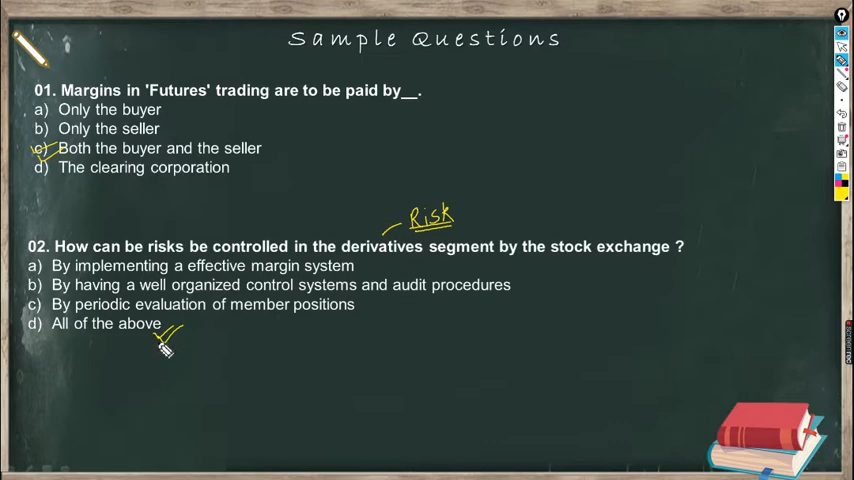 Sample Questions
01. Margins in 'Futures' trading are to be paid by__.
a) Only the buyer
b) Only the seller
c) Both the buyer and the seller
d) The clearing corporation
Risk
02. How can be risks be controlled in the derivatives segment by the stock exchange ?
a) By implementing a effective margin system
b) By having a well organized control systems and audit procedures
c) By periodic evaluation of member positions
d) All of the above